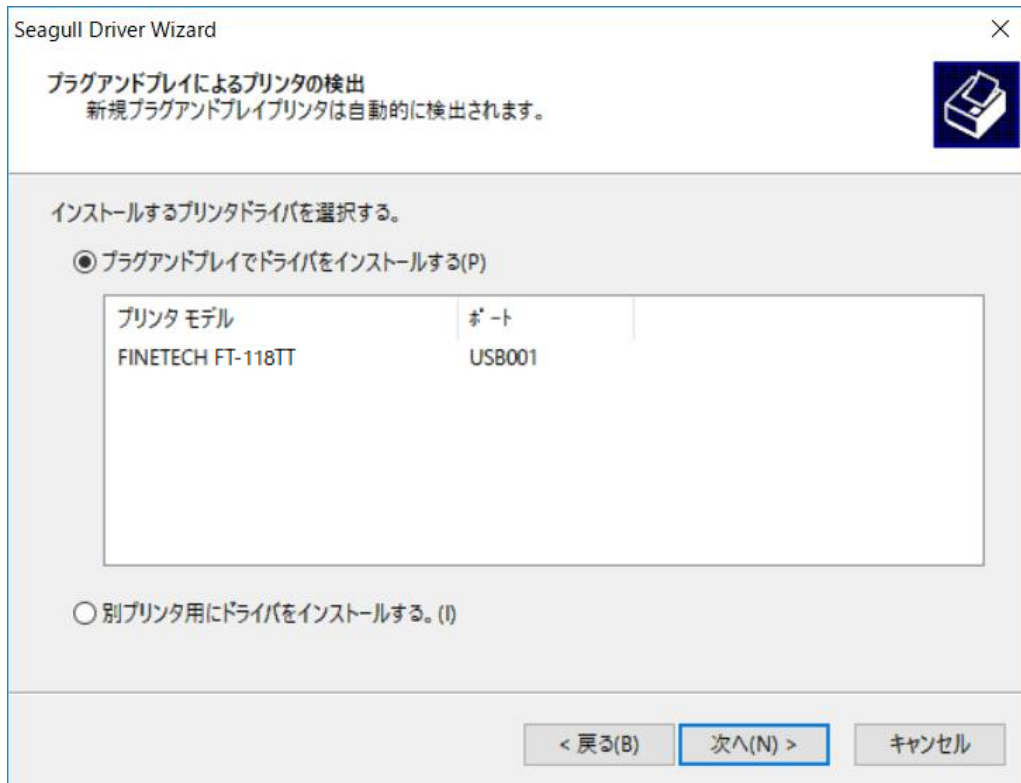 Seagull Driver Wizard
プラグアンドプレイによるプリンタの検出
新規プラグアンドプレイプリンタは自動的に検出されます。
インストールするプリンタドライバを選択する。
プラグアンドプレイでドライバをインストールする(P)
プリンタ モデル ポート
FINETECH FT-118TT USB001
別プリンタ用にドライバをインストールする。(I)
< 戻る(B) 次へ(N) > キャンセル